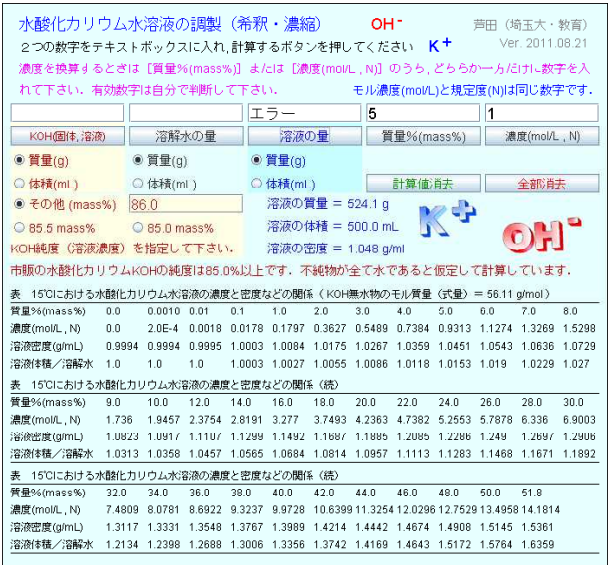 水酸化カリウム水溶液の調製（希釈・濃縮） OH⁻ 芦田（埼玉大・教育）
２つの数字をテキストボックスに入れ,計算するボタンを押してください K⁺ Ver. 2011.08.21
濃度を換算するときは［質量%(mass%)］または［濃度(mol/L , N)］のうち,どちらか一方だけに数字を入
れて下さい．有効数字は自分で判断して下さい． モル濃度(mol/L)と規定度(N)は同じ数字です．
エラー 5 1
KOH(固体,溶液) 溶解水の量 溶液の量 質量%(mass%) 濃度(mol/L , N)
質量(g) 質量(g) 質量(g)
体積(ml) 体積(ml) 体積(ml) 計算値消去 全部消去
その他 (mass%) 86.0 溶液の質量 = 524.1 g
85.5 mass% 85.0 mass% 溶液の体積 = 500.0 mL K⁺ OH⁻
KOH純度（溶液濃度）を指定して下さい． 溶液の密度 = 1.048 g/ml
市販の水酸化カリウムKOHの純度は85.0%以上です．不純物が全て水であると仮定して計算しています．
表 15℃における水酸化カリウム水溶液の濃度と密度などの関係（KOH無水物のモル質量（式量）= 56.11 g/mol）
質量%(mass%) 0.0 0.0010 0.01 0.1 1.0 2.0 3.0 4.0 5.0 6.0 7.0 8.0
濃度(mol/L , N) 0.0 2.0E-4 0.0018 0.0178 0.1797 0.3627 0.5489 0.7384 0.9313 1.1274 1.3269 1.5298
溶液密度(g/mL) 0.9994 0.9994 0.9995 1.0003 1.0084 1.0175 1.0267 1.0359 1.0451 1.0543 1.0636 1.0729
溶液体積／溶解水 1.0 1.0 1.0 1.0003 1.0027 1.0055 1.0086 1.0118 1.0153 1.019 1.0229 1.027
表 15℃における水酸化カリウム水溶液の濃度と密度などの関係（続）
質量%(mass%) 9.0 10.0 12.0 14.0 16.0 18.0 20.0 22.0 24.0 26.0 28.0 30.0
濃度(mol/L , N) 1.736 1.9457 2.3754 2.8191 3.277 3.7493 4.2363 4.7382 5.2553 5.7878 6.336 6.9003
溶液密度(g/mL) 1.0823 1.0917 1.1107 1.1299 1.1492 1.1687 1.1885 1.2085 1.2286 1.249 1.2697 1.2906
溶液体積／溶解水 1.0313 1.0358 1.0457 1.0565 1.0684 1.0814 1.0957 1.1113 1.1283 1.1468 1.1671 1.1892
表 15℃における水酸化カリウム水溶液の濃度と密度などの関係（続）
質量%(mass%) 32.0 34.0 36.0 38.0 40.0 42.0 44.0 46.0 48.0 50.0 51.8
濃度(mol/L , N) 7.4809 8.0781 8.6922 9.3237 9.9728 10.6399 11.3254 12.0296 12.7529 13.4958 14.1814
溶液密度(g/mL) 1.3117 1.3331 1.3548 1.3767 1.3989 1.4214 1.4442 1.4674 1.4908 1.5145 1.5361
溶液体積／溶解水 1.2134 1.2398 1.2688 1.3006 1.3356 1.3742 1.4169 1.4643 1.5172 1.5764 1.6359